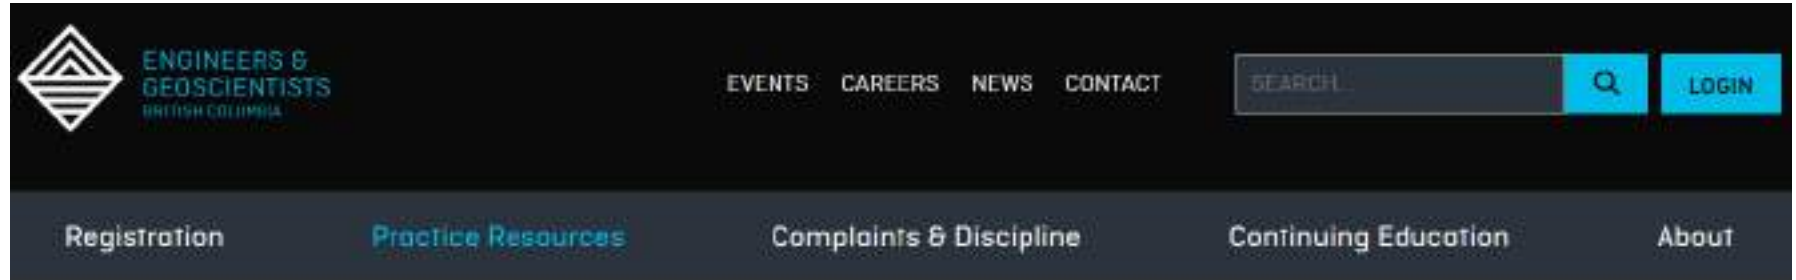 ENGINEERS &
GEOSCIENTISTS
BRITISH COLUMBIA
EVENTS CAREERS NEWS CONTACT
SEARCH...
LOGIN
Registration Practice Resources Complaints & Discipline Continuing Education About